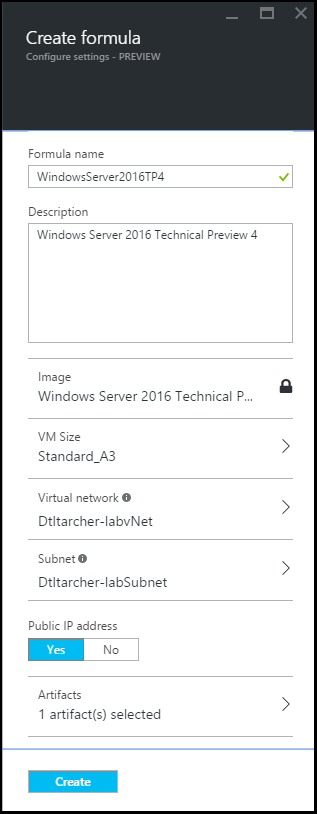 Create formula
Configure settings - PREVIEW
Formula name
WindowsServer2016TP4
Description
Windows Server 2016 Technical Preview 4
Image
Windows Server 2016 Technical P...
VM Size
Standard_A3
Virtual network
Dtltarcher-labvNet
Subnet
Dtltarcher-labSubnet
Public IP address
Yes No
Artifacts
1 artifact(s) selected
Create